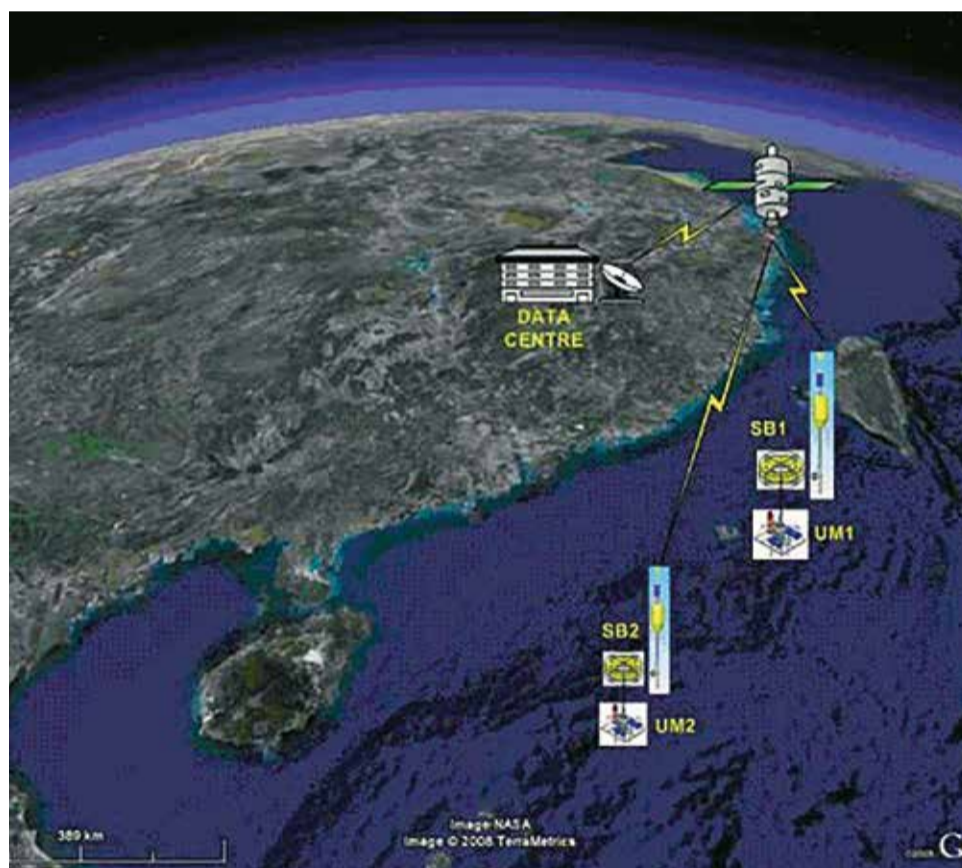 DATA
CENTRE
SB1
UM1
SB2
UM2
389 km
Image NASA
Image © 2008 TerraMetrics
G